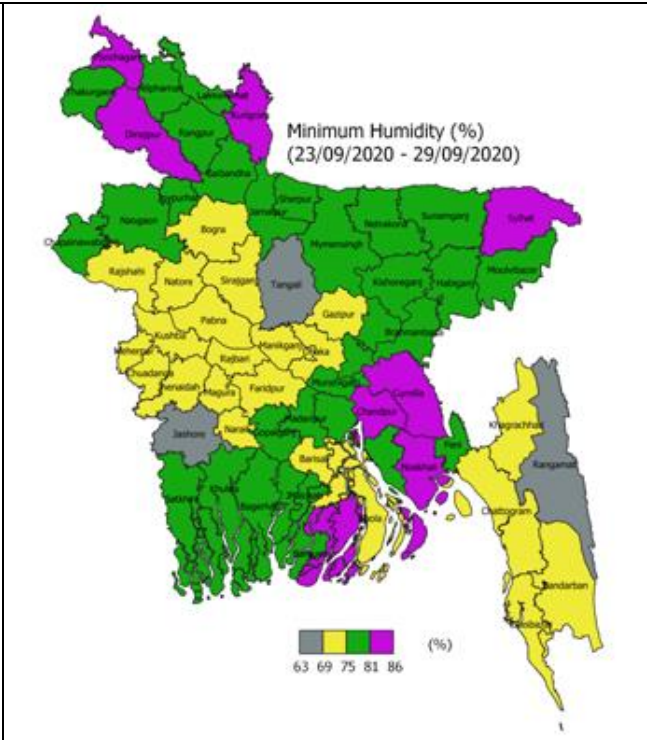 Minimum Humidity (%)
(23/09/2020 - 29/09/2020)
Panchagarh
Thakurgaon
Nilphamari
Lalmonirhat
Kurigram
Dinajpur
Rangpur
Gaibandha
Joypurhat
Naogaon
Chapainawabganj
Bogra
Jamalpur
Sherpur
Mymensingh
Netrakona
Sunamganj
Sylhet
Moulvibazar
Habiganj
Kishoreganj
Rajshahi
Natore
Sirajganj
Tangail
Gazipur
Pabna
Kushtia
Meherpur
Chuadanga
Jhenaidah
Magura
Rajbari
Faridpur
Manikganj
Dhaka
Munshiganj
Cumilla
Chandpur
Madaripur
Gopalganj
Narail
Jashore
Satkhira
Khulna
Bagerhat
Barisal
Bhola
Noakhali
Feni
Khagrachhari
Rangamati
Chattogram
Bandarban
63 69 75 81 86 (%)